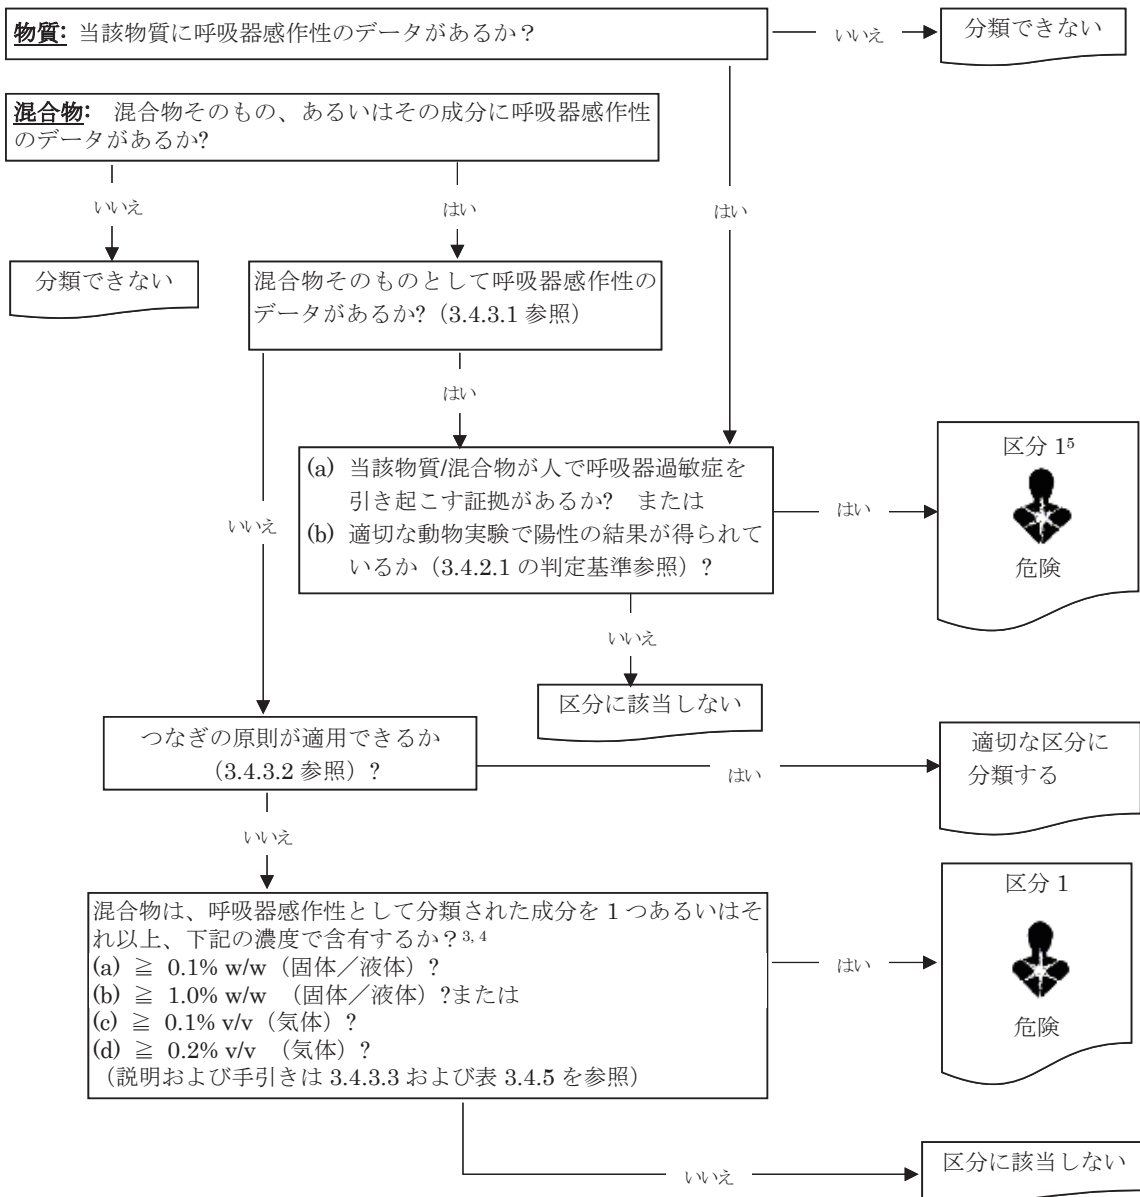 物質: 当該物質に呼吸器感作性のデータがあるか？
いいえ
分類できない
混合物: 混合物そのもの、あるいはその成分に呼吸器感作性
のデータがあるか?
いいえ
はい
はい
分類できない
混合物そのものとして呼吸器感作性の
データがあるか?（3.4.3.1 参照）
はい
いいえ
(a) 当該物質/混合物が人で呼吸器過敏症を
引き起こす証拠があるか? または
(b) 適切な動物実験で陽性の結果が得られて
いるか（3.4.2.1 の判定基準参照）?
はい
区分 1⁵
危険
いいえ
区分に該当しない
つなぎの原則が適用できるか
（3.4.3.2 参照）?
はい
適切な区分に
分類する
いいえ
混合物は、呼吸器感作性として分類された成分を 1 つあるいはそ
れ以上、下記の濃度で含有するか？³,⁴
(a) ≧ 0.1% w/w（固体／液体）?
(b) ≧ 1.0% w/w （固体／液体）?または
(c) ≧ 0.1% v/v（気体）?
(d) ≧ 0.2% v/v （気体）?
（説明および手引きは 3.4.3.3 および表 3.4.5 を参照）
はい
区分 1
危険
いいえ
区分に該当しない